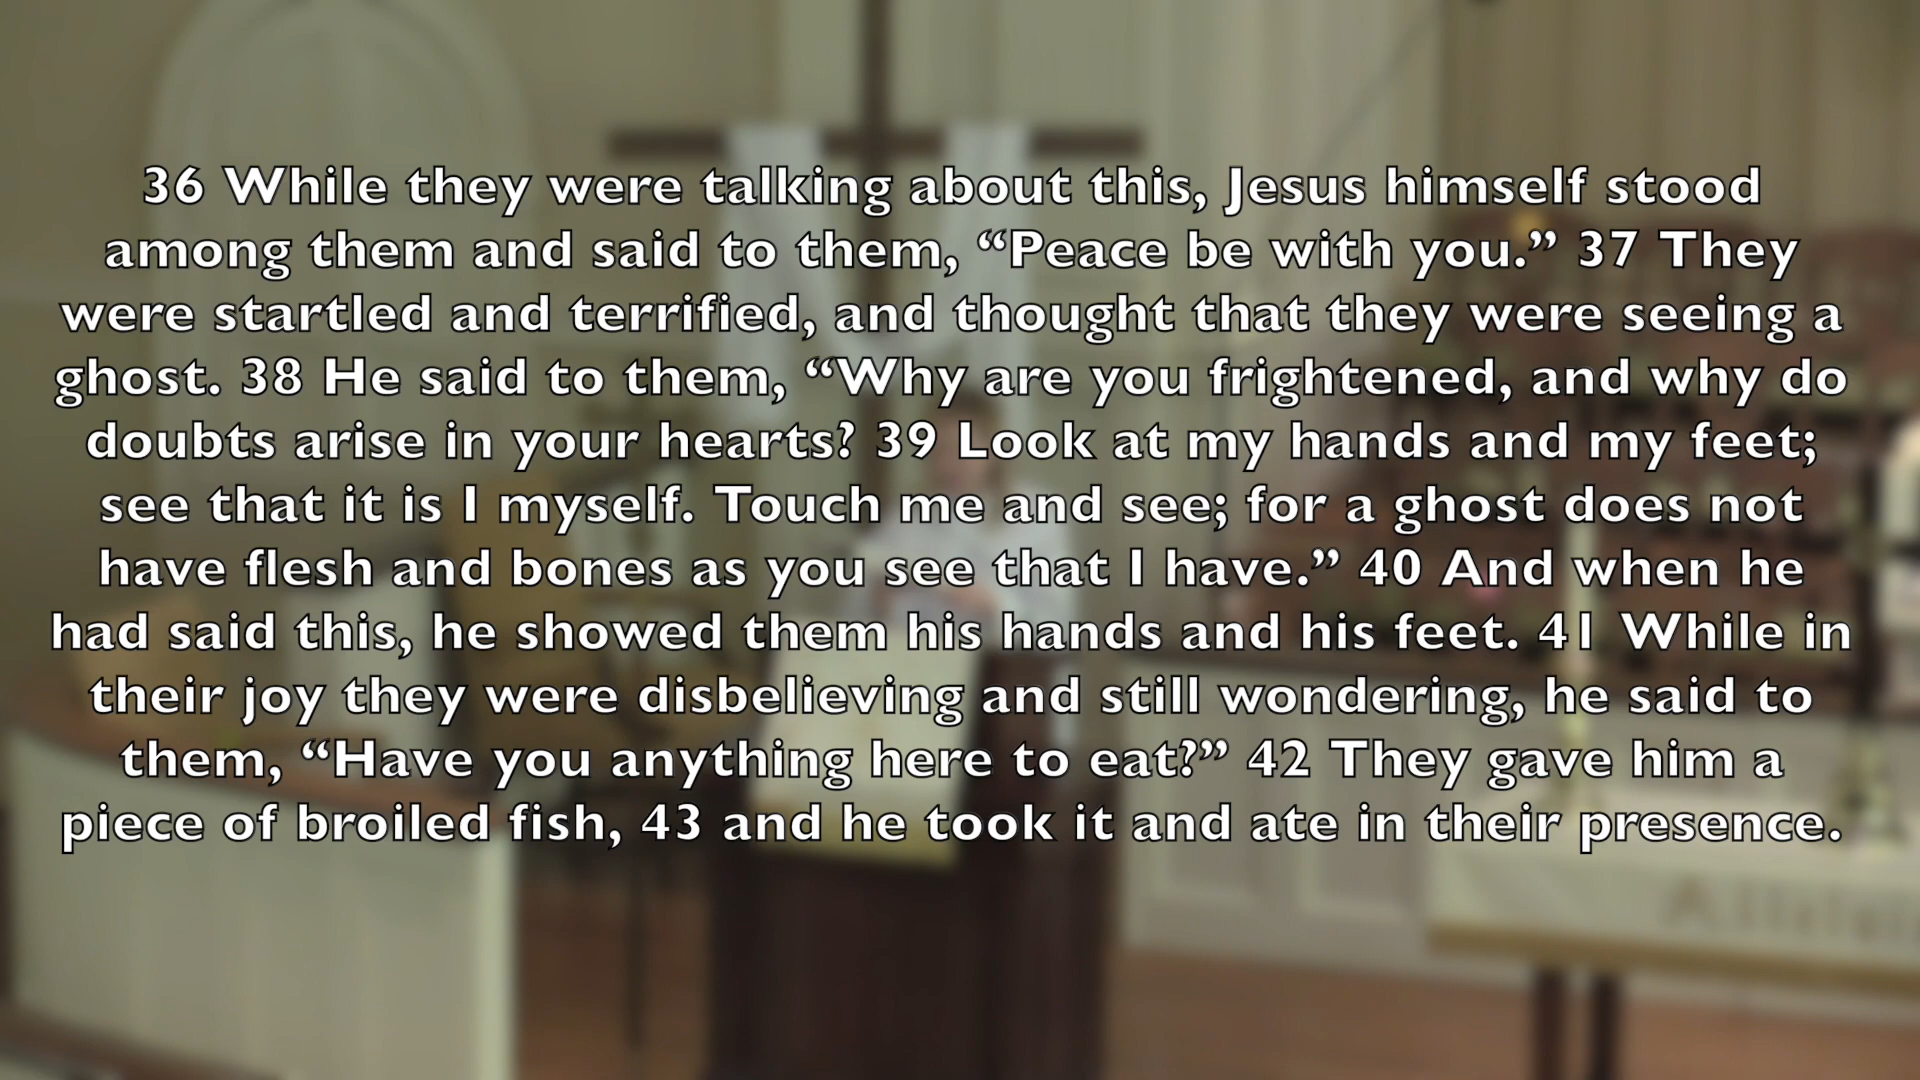 36 While they were talking about this, Jesus himself stood
among them and said to them, “Peace be with you.” 37 They
were startled and terrified, and thought that they were seeing a
ghost. 38 He said to them, “Why are you frightened, and why do
doubts arise in your hearts? 39 Look at my hands and my feet;
see that it is I myself. Touch me and see; for a ghost does not
have flesh and bones as you see that I have.” 40 And when he
had said this, he showed them his hands and his feet. 41 While in
their joy they were disbelieving and still wondering, he said to
them, “Have you anything here to eat?” 42 They gave him a
piece of broiled fish, 43 and he took it and ate in their presence.